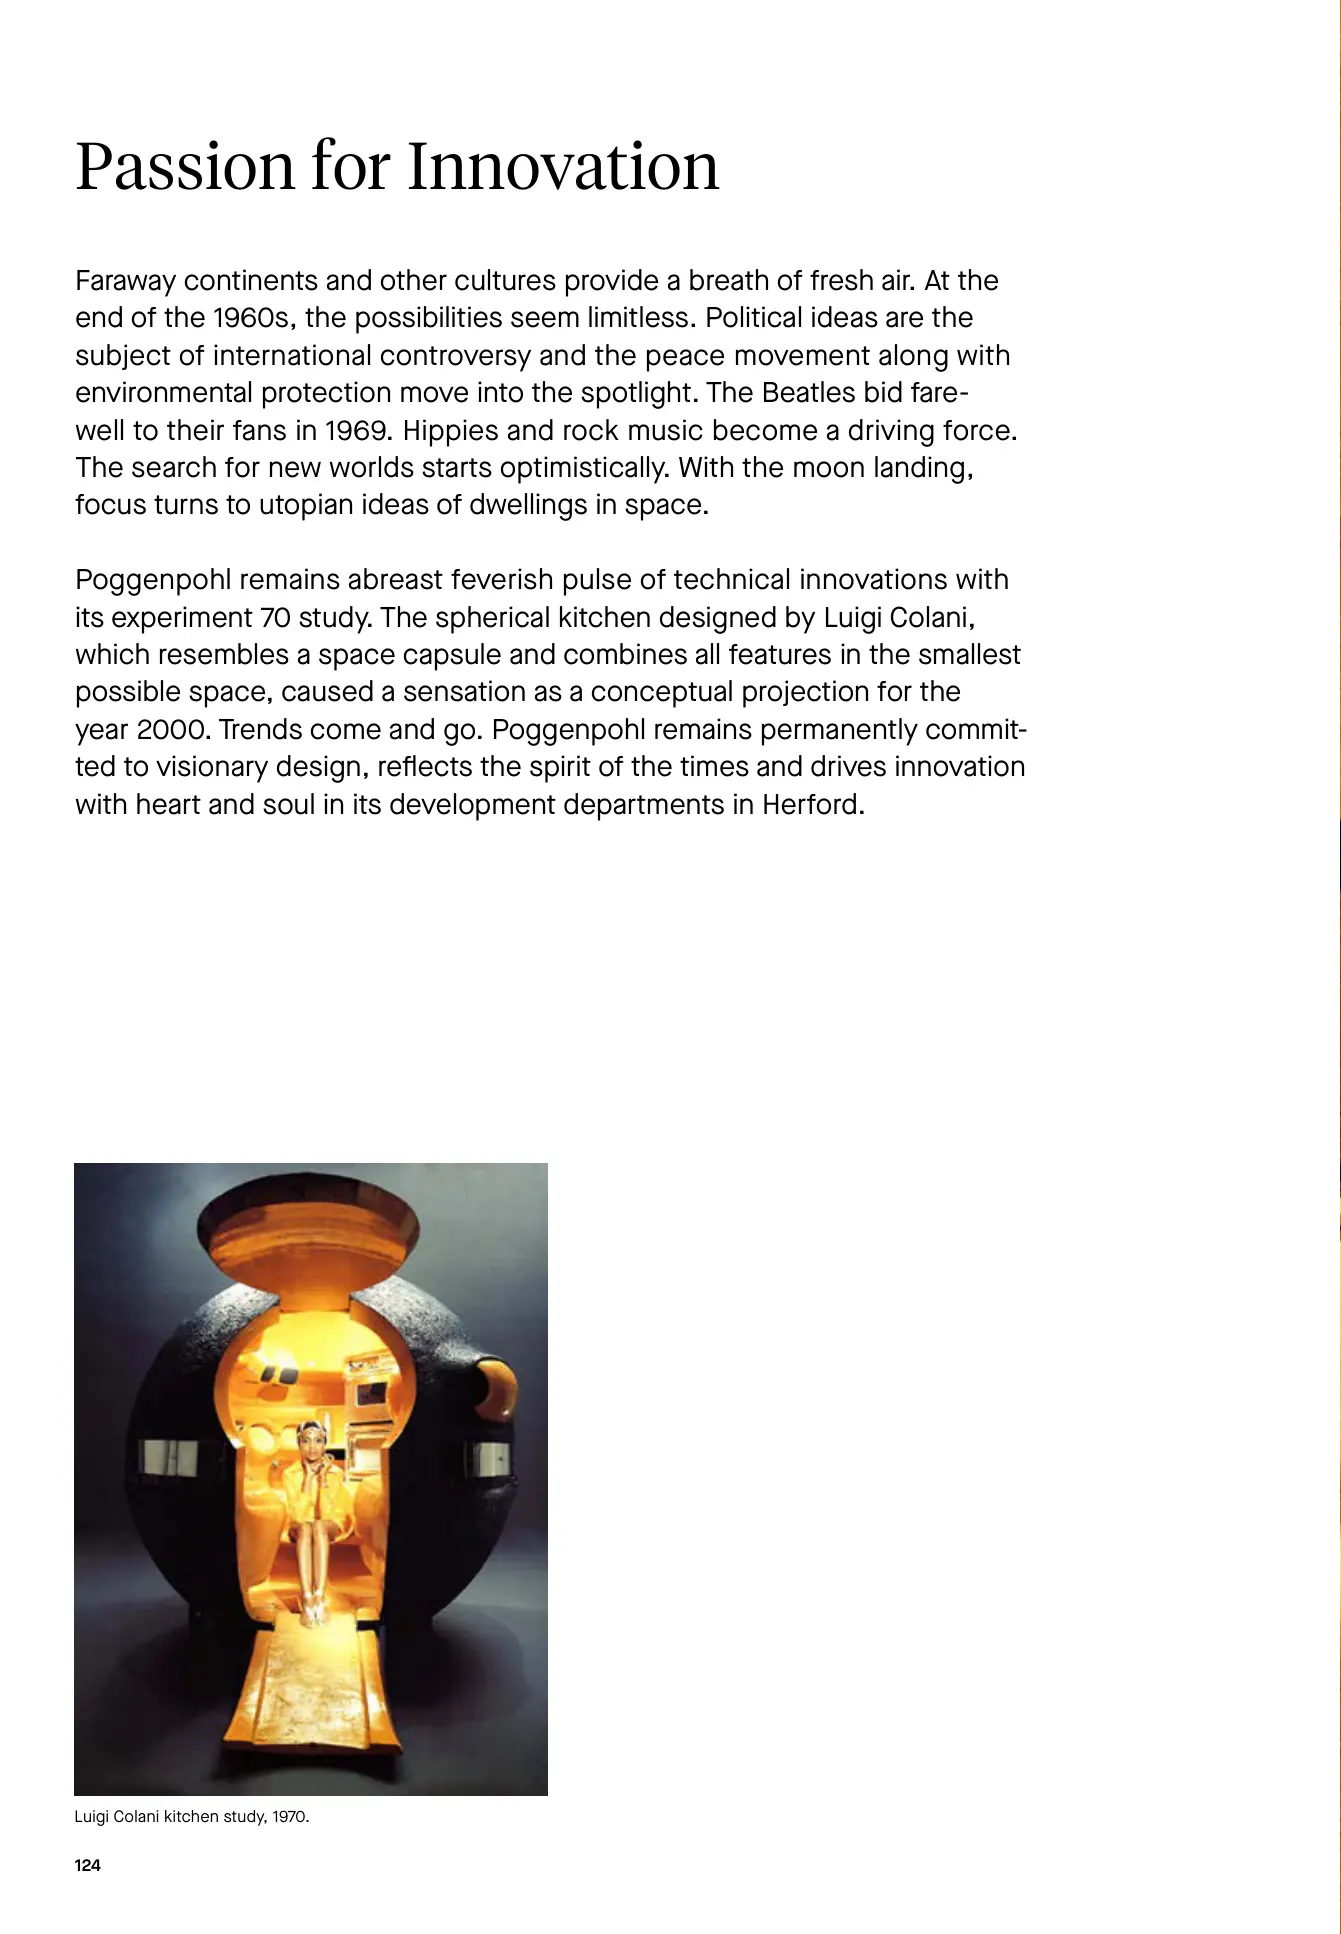 Passion for Innovation
Faraway continents and other cultures provide a breath of fresh air. At the
end of the 1960s, the possibilities seem limitless. Political ideas are the
subject of international controversy and the peace movement along with
environmental protection move into the spotlight. The Beatles bid fare-
well to their fans in 1969. Hippies and rock music become a driving force.
The search for new worlds starts optimistically. With the moon landing,
focus turns to utopian ideas of dwellings in space.
Poggenpohl remains abreast feverish pulse of technical innovations with
its experiment 70 study. The spherical kitchen designed by Luigi Colani,
which resembles a space capsule and combines all features in the smallest
possible space, caused a sensation as a conceptual projection for the
year 2000. Trends come and go. Poggenpohl remains permanently commit-
ted to visionary design, reflects the spirit of the times and drives innovation
with heart and soul in its development departments in Herford.
Luigi Colani kitchen study, 1970.
124